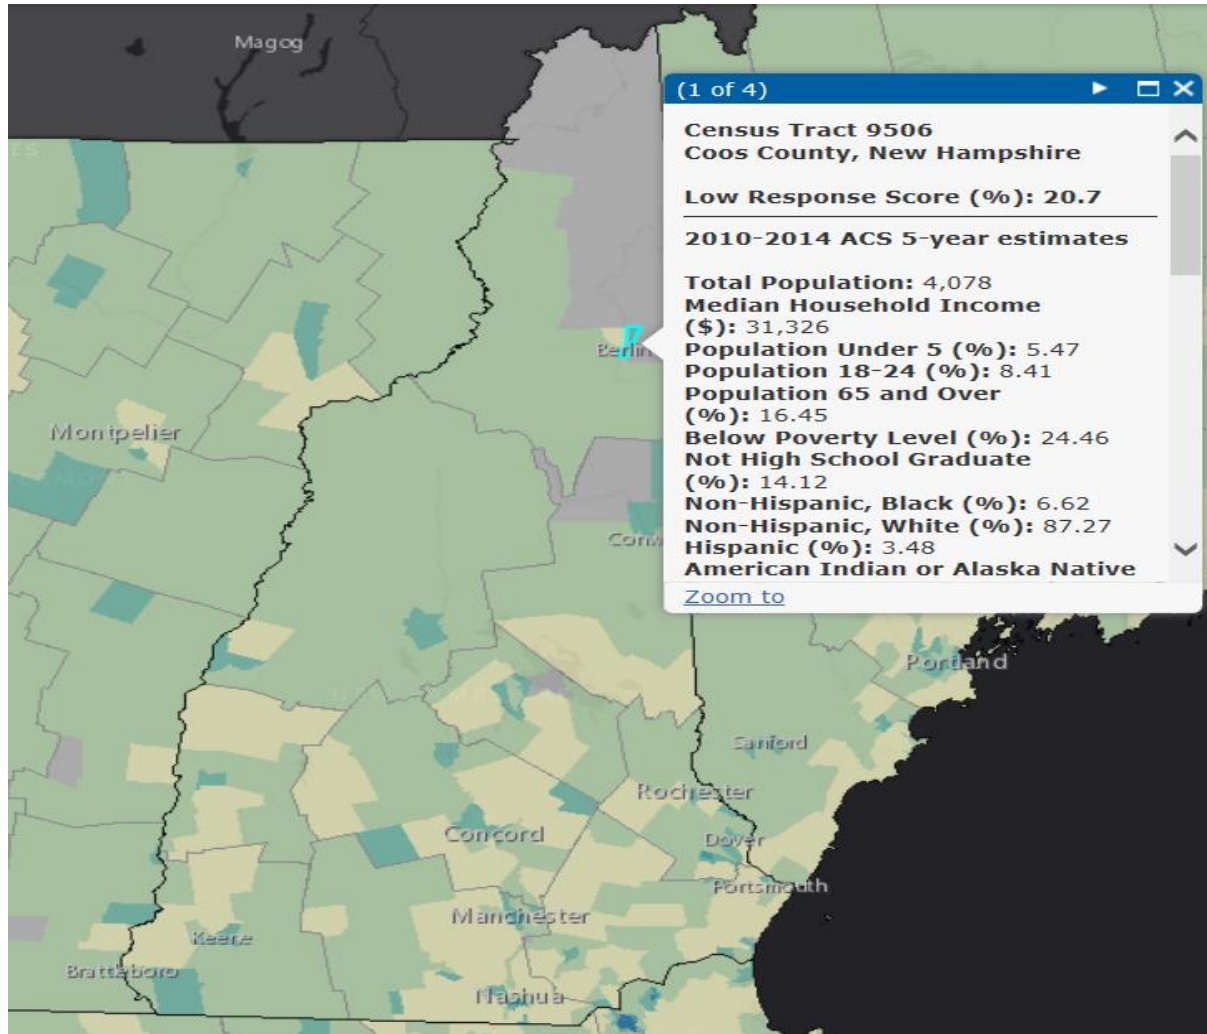 Magog
(1 of 4)
Census Tract 9506
Coos County, New Hampshire
Low Response Score (%): 20.7
2010-2014 ACS 5-year estimates
Total Population: 4,078
Median Household Income
($): 31,326
Population Under 5 (%): 5.47
Population 18-24 (%): 8.41
Population 65 and Over
(%): 16.45
Below Poverty Level (%): 24.46
Not High School Graduate
(%): 14.12
Non-Hispanic, Black (%): 6.62
Non-Hispanic, White (%): 87.27
Hispanic (%): 3.48
American Indian or Alaska Native
Zoom to
Berlin
Montpelier
Conw
Portland
Sanford
Rochester
Concord
Dover
Portsmouth
Manchester
Keene
Brattleboro
Nashua